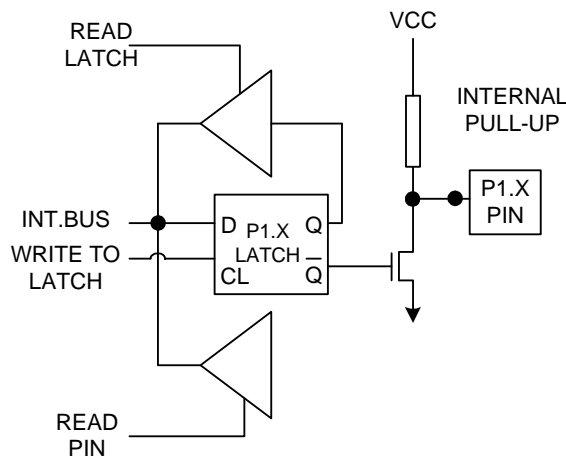 READ
LATCH
VCC
INTERNAL
PULL-UP
P1.X
PIN
INT.BUS
WRITE TO
LATCH
D
P1.X
LATCH
Q
CL
Q̅
READ
PIN